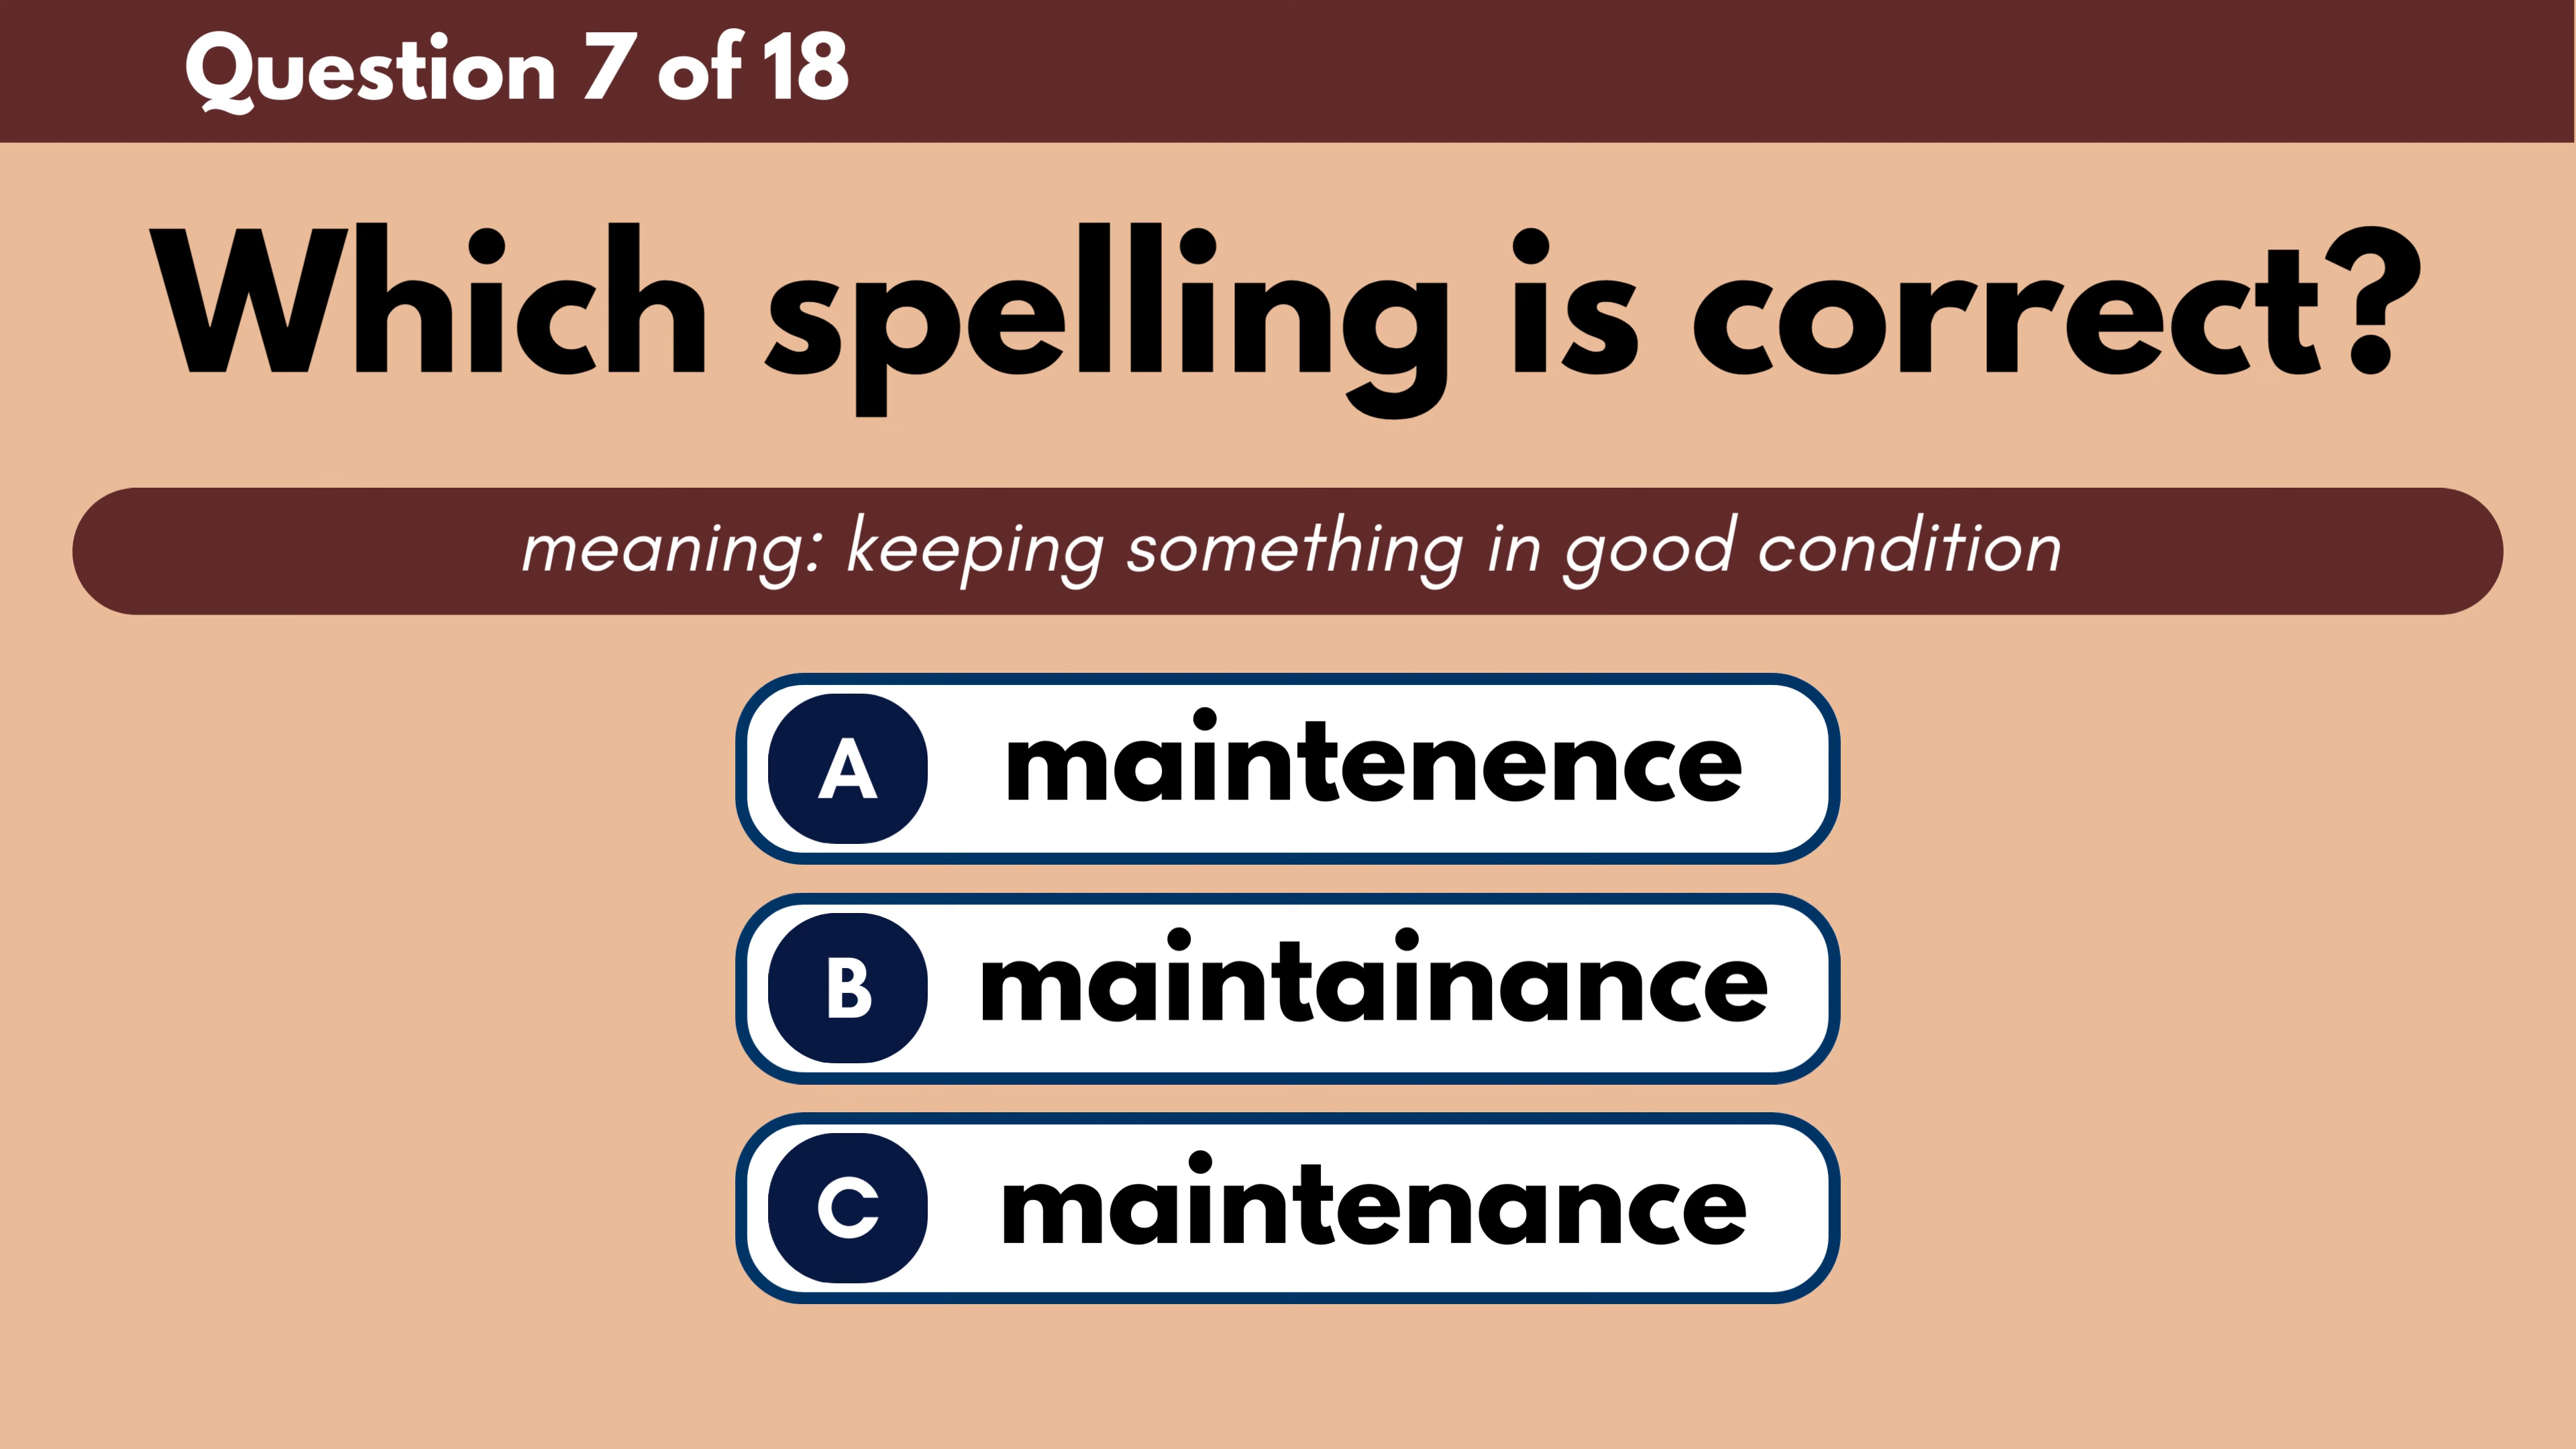 Question 7 of 18
Which spelling is correct?
meaning: keeping something in good condition
A maintenence
B maintainance
C maintenance